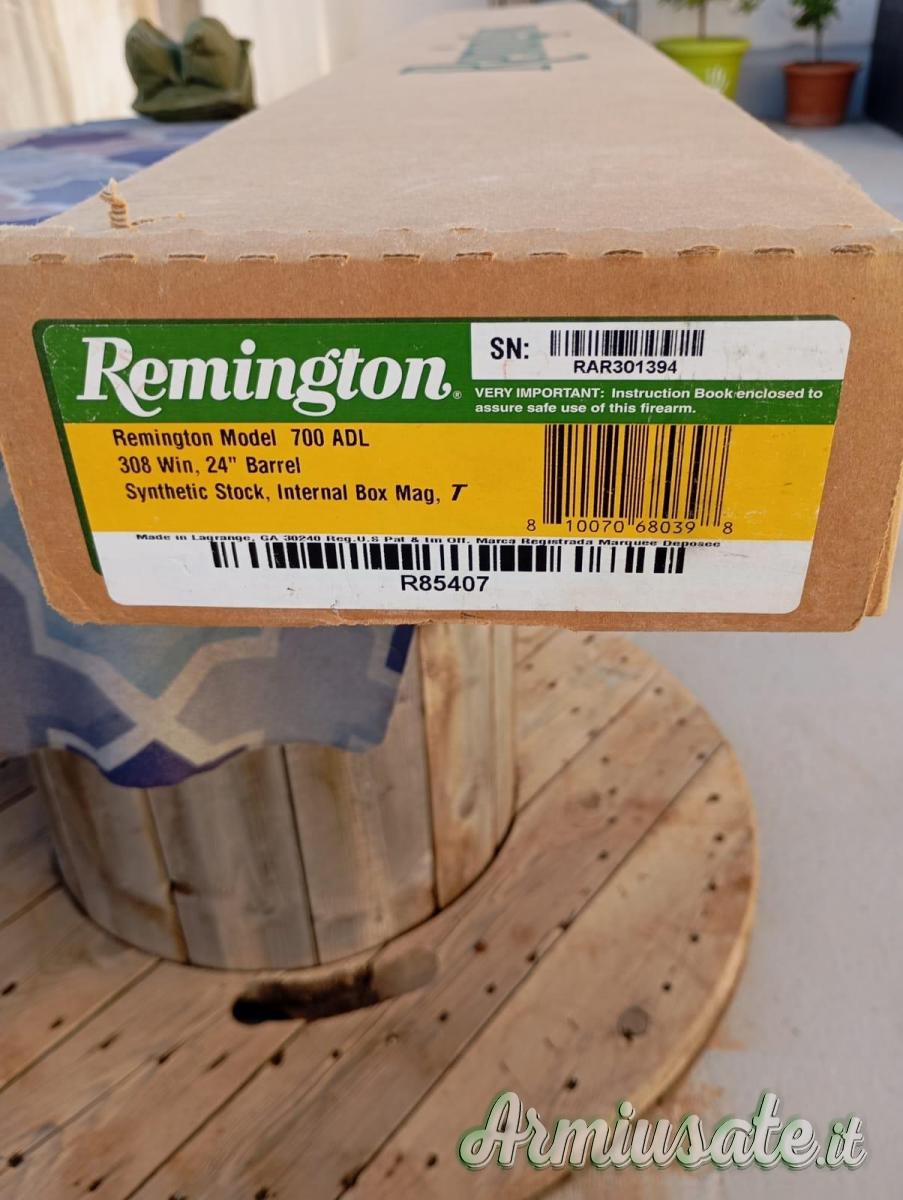 Remington®
SN:
RAR301394
VERY IMPORTANT: Instruction Book enclosed to
assure safe use of this firearm.
Remington Model 700 ADL
308 Win, 24" Barrel
Synthetic Stock, Internal Box Mag, T
8 10070 68039 8
Made in Lagrange, GA 30240 Reg.U.S Pat & tm Off. Marca Registrada Marquee Deposee
R85407
Armiusate.it